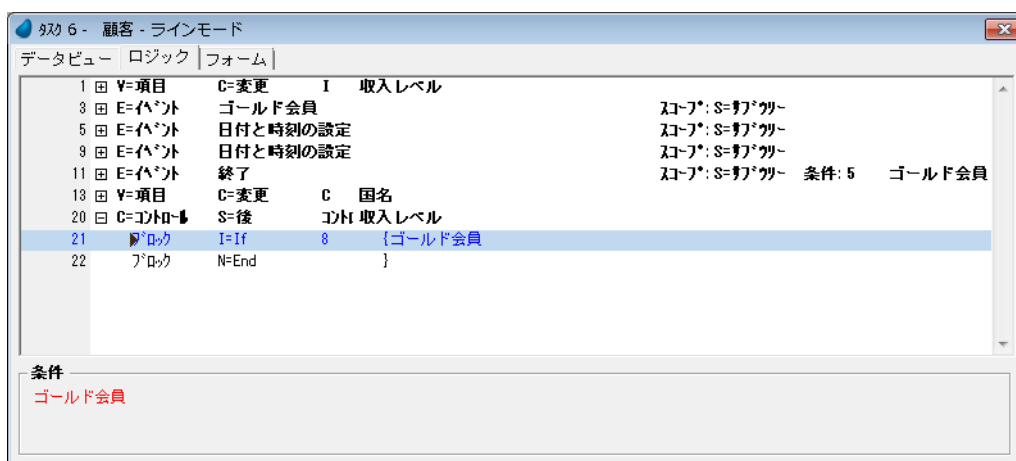 ﾀｽｸ 6 - 顧客 - ラインモード
データビュー ロジック フォーム
1 V=項目 C=変更 I 収入レベル
3 E=ｲﾍﾞﾝﾄ ゴールド会員 ｽｺｰﾌﾟ: S=ｻﾌﾞﾂﾘｰ
5 E=ｲﾍﾞﾝﾄ 日付と時刻の設定 ｽｺｰﾌﾟ: S=ｻﾌﾞﾂﾘｰ
9 E=ｲﾍﾞﾝﾄ 日付と時刻の設定 ｽｺｰﾌﾟ: S=ｻﾌﾞﾂﾘｰ
11 E=ｲﾍﾞﾝﾄ 終了 ｽｺｰﾌﾟ: S=ｻﾌﾞﾂﾘｰ 条件: 5 ゴールド会員
13 V=項目 C=変更 C 国名
20 C=ｺﾝﾄﾛｰﾙ S=後 ｺﾝﾄﾛ 収入レベル
21 ﾌﾞﾛｯｸ I=If 8 {ゴールド会員
22 ﾌﾞﾛｯｸ N=End }
条件
ゴールド会員